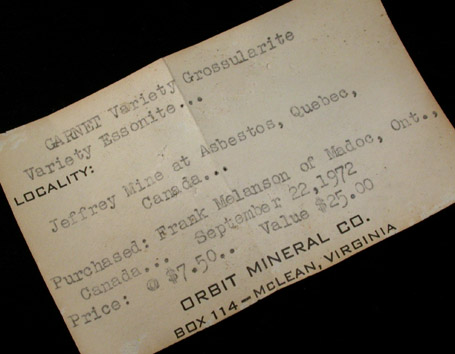 GARNET Variety Grossularite
Variety Essonite...
LOCALITY:
Jeffrey Mine at Asbestos, Quebec,
Canada...
Purchased: Frank Melanson of Madoc, Ont.,
Canada... September 22,1972
Price: @ $7.50.. Value $25.00
ORBIT MINERAL CO.
BOX 114—McLEAN, VIRGINIA